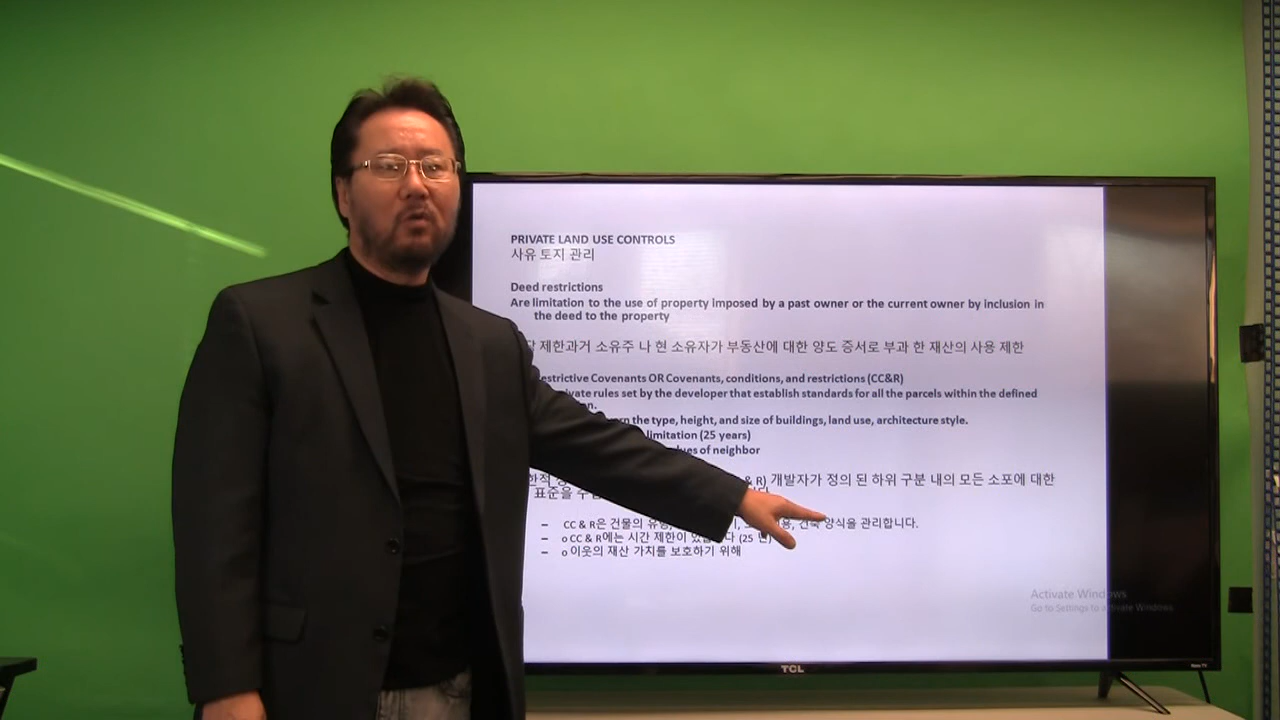 PRIVATE LAND USE CONTROLS
사유 토지 관리
Deed restrictions
Are limitation to the use of property imposed by a past owner or the current owner by inclusion in
the deed to the property
제한과거 소유주 나 현 소유자가 부동산에 대한 양도 증서로 부과 한 재산의 사용 제한
Covenants OR Covenants, conditions, and restrictions (CC&R)
rules set by the developer that establish standards for all the parcels within the defined
the type, height, and size of buildings, land use, architecture style.
limitation (25 years)
of neighbor
& R) 개발자가 정의 된 하위 구분 내의 모든 소포에 대한
표준을
– CC & R은 건물의 건축 양식을 관리합니다.
– o CC & R에는 시간 제한이 (25 년)
– o 이웃의 재산 가치를 보호하기 위해
Activate Windows
Go to Settings to activate Windows.
TCL
Roku TV